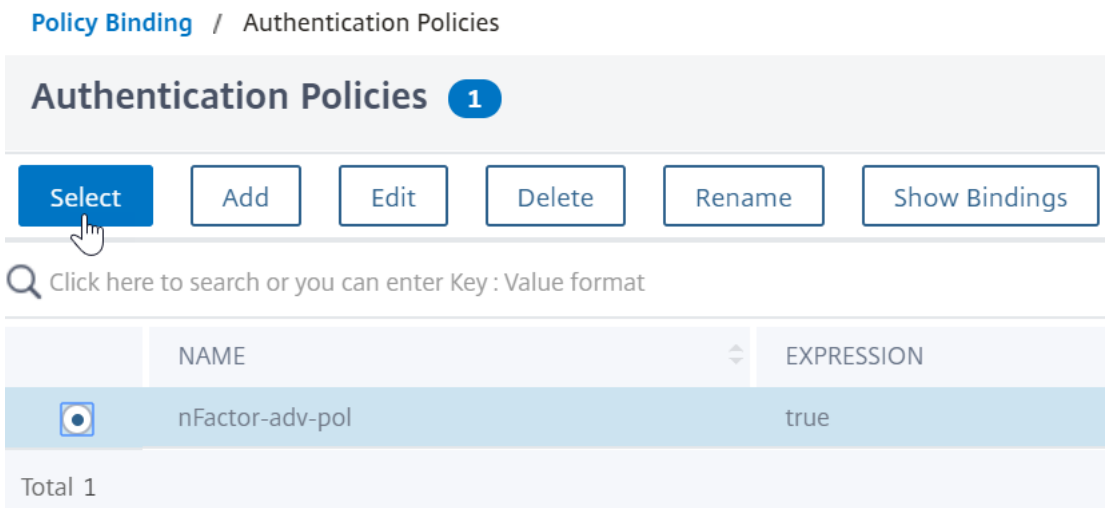 Policy Binding / Authentication Policies
Authentication Policies 1
Select Add Edit Delete Rename Show Bindings
Click here to search or you can enter Key : Value format
NAME EXPRESSION
nFactor-adv-pol true
Total 1